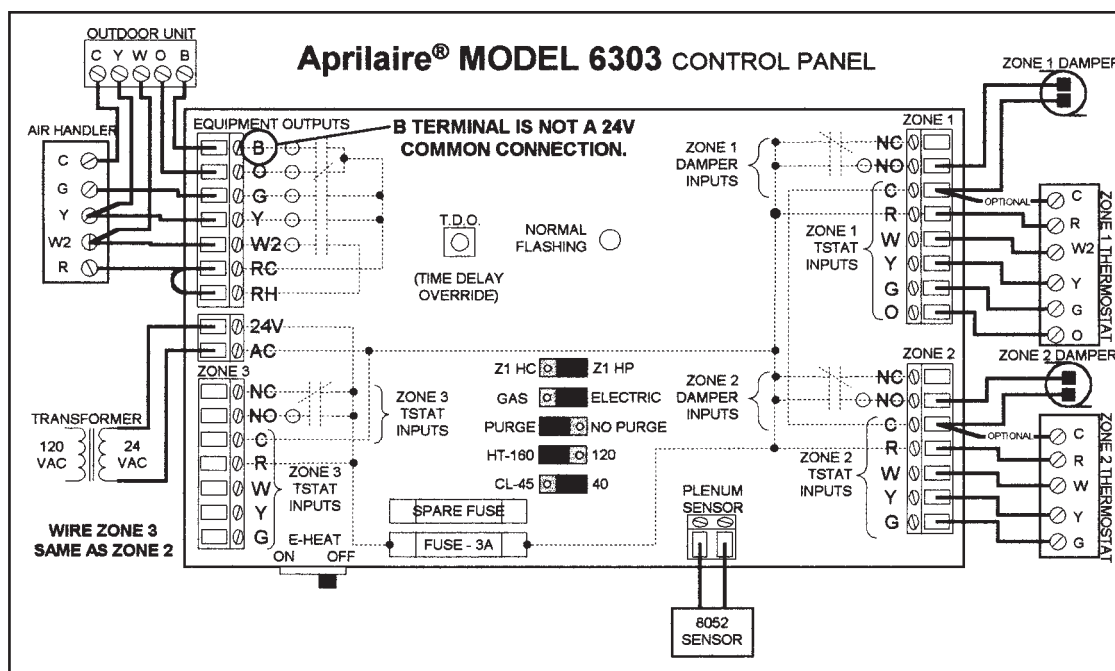 Aprilaire® MODEL 6303 CONTROL PANEL
OUTDOOR UNIT
C Y W O B
AIR HANDLER
C
G
Y
W2
R
EQUIPMENT OUTPUTS
B
O
G
Y
W2
RC
RH
24V
AC
B TERMINAL IS NOT A 24V
COMMON CONNECTION.
T.D.O.
(TIME DELAY
OVERRIDE)
NORMAL
FLASHING
ZONE 3
NC
NO
C
R
W
Y
G
ZONE 3
TSTAT
INPUTS
ZONE 3
TSTAT
INPUTS
TRANSFORMER
120
VAC
24
VAC
WIRE ZONE 3
SAME AS ZONE 2
E-HEAT
ON OFF
Z1 HC Z1 HP
GAS ELECTRIC
PURGE NO PURGE
HT-160 120
CL-45 40
SPARE FUSE
FUSE - 3A
PLENUM
SENSOR
8052
SENSOR
ZONE 1
DAMPER
INPUTS
ZONE 1
TSTAT
INPUTS
ZONE 1
NC
NO
C
R
W
Y
G
O
ZONE 1 DAMPER
OPTIONAL
C
R
W2
Y
G
O
ZONE 1 THERMOSTAT
ZONE 2
DAMPER
INPUTS
ZONE 2
TSTAT
INPUTS
ZONE 2
NC
NO
C
R
W
Y
G
ZONE 2 DAMPER
OPTIONAL
C
R
W
Y
G
ZONE 2 THERMOSTAT